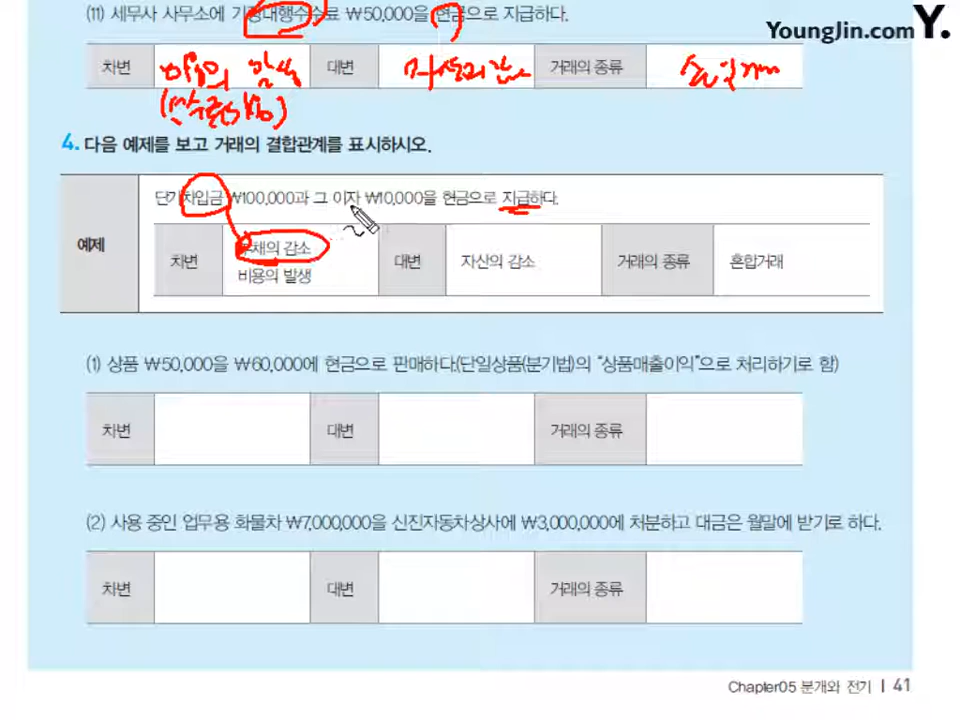 (11) 세무사 사무소에 기장대행수수료 ₩50,000을 현금으로 지급하다.
YoungJin.com Y.
차변 비용의 발생 대변 자산의 감소 거래의 종류 손익거래
(수수료비용)
4. 다음 예제를 보고 거래의 결합관계를 표시하시오.
단기차입금 ₩100,000과 그 이자 ₩10,000을 현금으로 지급하다.
예제
차변 부채의 감소 비용의 발생 대변 자산의 감소 거래의 종류 혼합거래
(1) 상품 ₩50,000을 ₩60,000에 현금으로 판매하다.(단일상품(분기법)의 “상품매출이익”으로 처리하기로 함)
차변 대변 거래의 종류
(2) 사용 중인 업무용 화물차 ₩7,000,000을 신진자동차상사에 ₩3,000,000에 처분하고 대금은 월말에 받기로 하다.
차변 대변 거래의 종류
Chapter05 분개와 전기 | 41